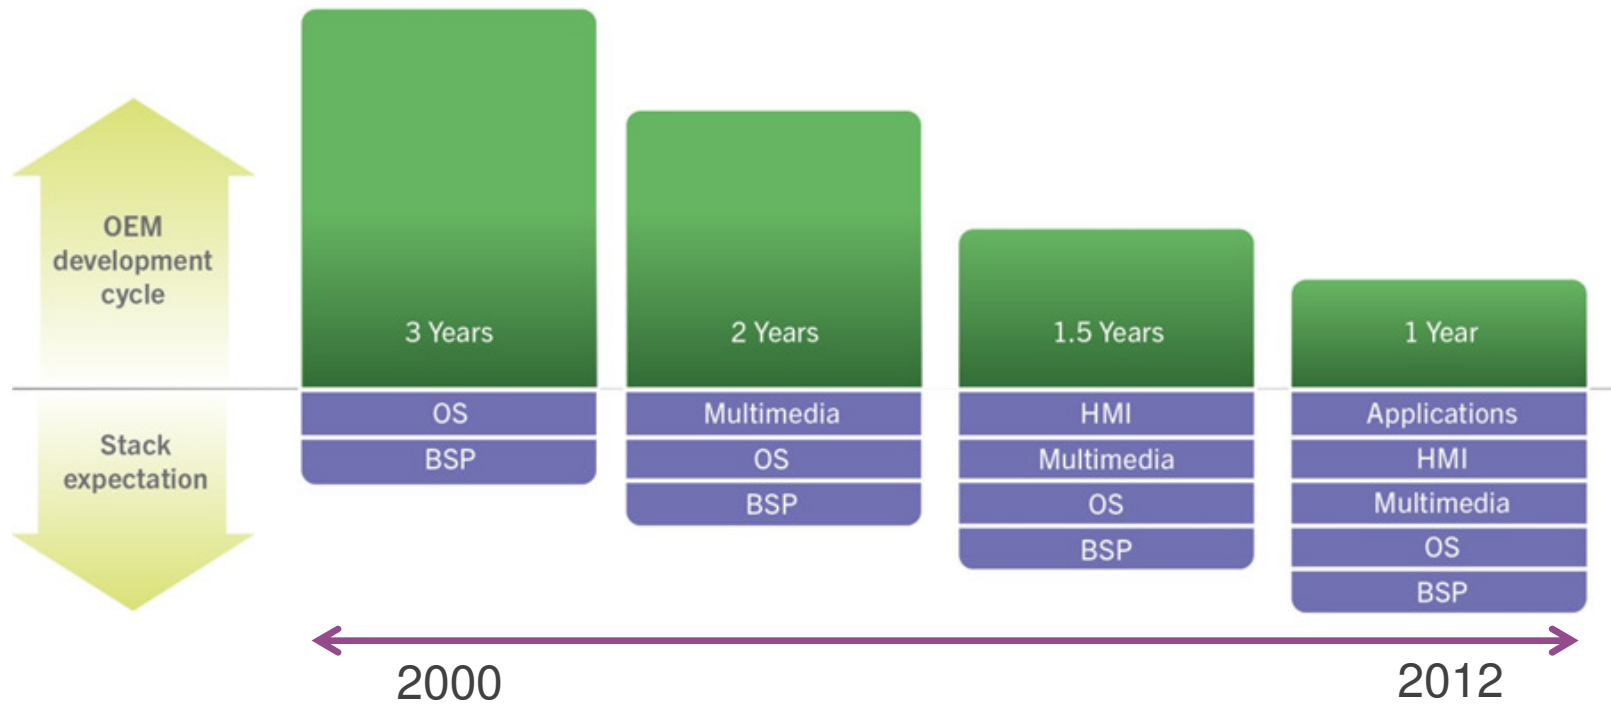 OEM
development
cycle
Stack
expectation
3 Years
OS
BSP
2 Years
Multimedia
OS
BSP
1.5 Years
HMI
Multimedia
OS
BSP
1 Year
Applications
HMI
Multimedia
OS
BSP
2000
2012